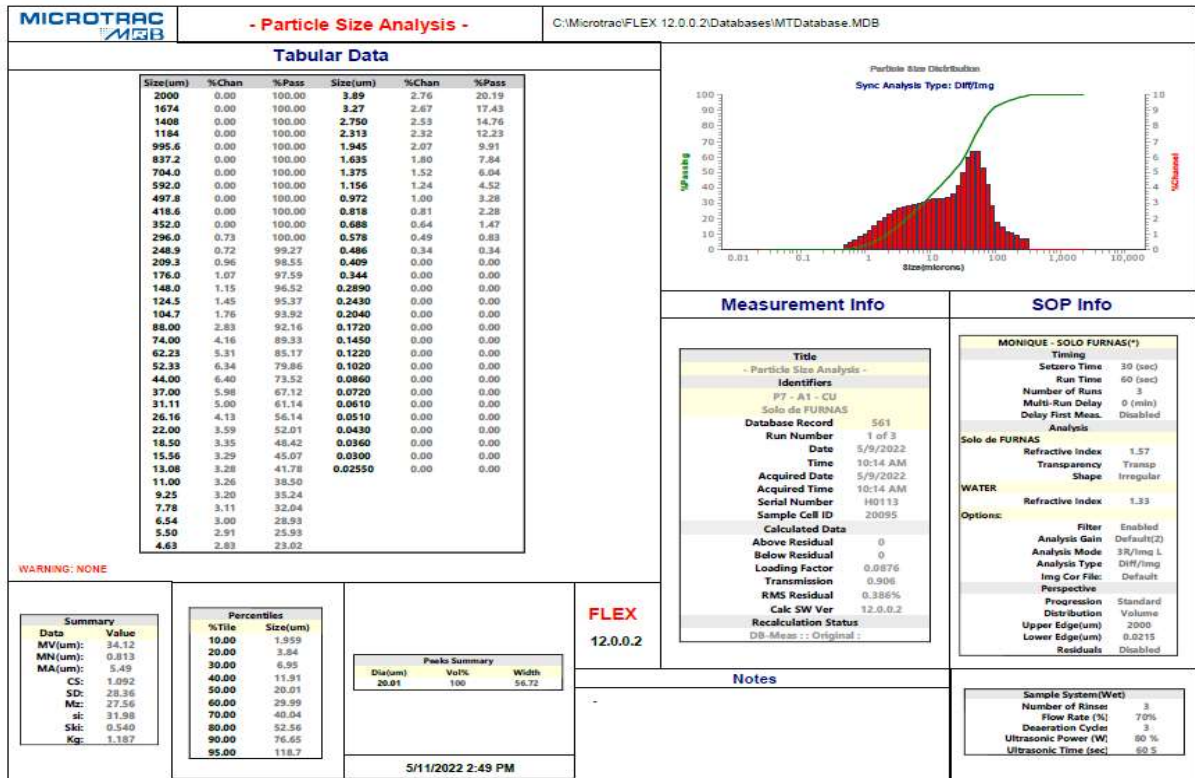 MICROTRAC
MRB
- Particle Size Analysis -
C:\Microtrac\FLEX 12.0.0.2\Databases\MTDatabase.MDB
Tabular Data
Size(um) %Chan %Pass Size(um) %Chan %Pass
2000 0.00 100.00 3.89 2.76 20.19
1674 0.00 100.00 3.27 2.67 17.43
1408 0.00 100.00 2.750 2.53 14.76
1184 0.00 100.00 2.313 2.32 12.23
995.6 0.00 100.00 1.945 2.07 9.91
837.2 0.00 100.00 1.635 1.80 7.84
704.0 0.00 100.00 1.375 1.52 6.04
592.0 0.00 100.00 1.156 1.24 4.52
497.8 0.00 100.00 0.972 1.00 3.28
418.6 0.00 100.00 0.818 0.81 2.28
352.0 0.00 100.00 0.688 0.64 1.47
296.0 0.73 100.00 0.578 0.49 0.83
248.9 0.72 99.27 0.486 0.34 0.34
209.3 0.96 98.55 0.409 0.00 0.00
176.0 1.07 97.59 0.344 0.00 0.00
148.0 1.15 96.52 0.2890 0.00 0.00
124.5 1.45 95.37 0.2430 0.00 0.00
104.7 1.76 93.92 0.2040 0.00 0.00
88.00 2.83 92.16 0.1720 0.00 0.00
74.00 4.16 89.33 0.1450 0.00 0.00
62.23 5.31 85.17 0.1220 0.00 0.00
52.33 6.34 79.86 0.1020 0.00 0.00
44.00 6.40 73.52 0.0860 0.00 0.00
37.00 5.98 67.12 0.0720 0.00 0.00
31.11 5.00 61.14 0.0610 0.00 0.00
26.16 4.13 56.14 0.0510 0.00 0.00
22.00 3.59 52.01 0.0430 0.00 0.00
18.50 3.35 48.42 0.0360 0.00 0.00
15.56 3.29 45.07 0.0300 0.00 0.00
13.08 3.28 41.78 0.02550 0.00 0.00
11.00 3.26 38.50
9.25 3.20 35.24
7.78 3.11 32.04
6.54 3.00 28.93
5.50 2.91 25.93
4.63 2.83 23.02
WARNING: NONE
Particle Size Distribution
Sync Analysis Type: Diff/Img
%Passing
100
90
80
70
60
50
40
30
20
10
0
%Channel
10
9
8
7
6
5
4
3
2
1
0
0.01 0.1 1 10 100 1,000 10,000
Size(microns)
Measurement Info
Title
- Particle Size Analysis -
Identifiers
P7 - A1 - CU
Solo de FURNAS
Database Record 561
Run Number 1 of 3
Date 5/9/2022
Time 10:14 AM
Acquired Date 5/9/2022
Acquired Time 10:14 AM
Serial Number H0113
Sample Cell ID 20095
Calculated Data
Above Residual 0
Below Residual 0
Loading Factor 0.0876
Transmission 0.906
RMS Residual 0.386%
Calc SW Ver 12.0.0.2
Recalculation Status
DB-Meas : : Original :
SOP Info
MONIQUE - SOLO FURNAS(*)
Timing
Setzero Time 30 (sec)
Run Time 60 (sec)
Number of Runs 3
Multi-Run Delay 0 (min)
Delay First Meas. Disabled
Analysis
Solo de FURNAS
Refractive Index 1.57
Transparency Transp
Shape Irregular
WATER
Refractive Index 1.33
Options:
Filter Enabled
Analysis Gain Default(2)
Analysis Mode 3R/Img L
Analysis Type Diff/Img
Img Cor File: Default
Perspective
Progression Standard
Distribution Volume
Upper Edge(um) 2000
Lower Edge(um) 0.0215
Residuals Disabled
Summary
Data Value
MV(um): 34.12
MN(um): 0.813
MA(um): 5.49
CS: 1.092
SD: 28.36
Mz: 27.56
si: 31.98
Ski: 0.540
Kg: 1.187
Percentiles
%Tile Size(um)
10.00 1.959
20.00 3.84
30.00 6.95
40.00 11.91
50.00 20.01
60.00 29.99
70.00 40.04
80.00 52.56
90.00 76.65
95.00 118.7
Peaks Summary
Dia(um) Vol% Width
20.01 100 56.72
5/11/2022 2:49 PM
FLEX
12.0.0.2
Notes
-
Sample System(Wet)
Number of Rinses 3
Flow Rate (%) 70%
Deaeration Cycles 3
Ultrasonic Power (W) 80 %
Ultrasonic Time (sec) 60 S